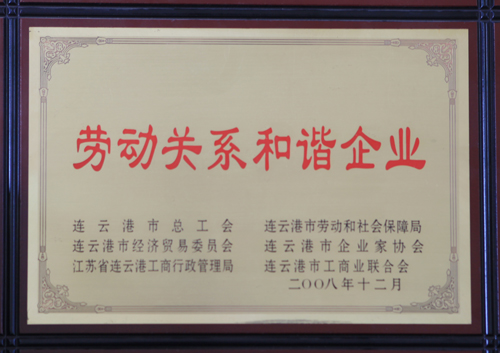 劳动关系和谐企业
连云港市总工会 连云港市劳动和社会保障局
连云港市经济贸易委员会 连云港市企业家协会
江苏省连云港工商行政管理局 连云港市工商业联合会
二〇〇八年十二月